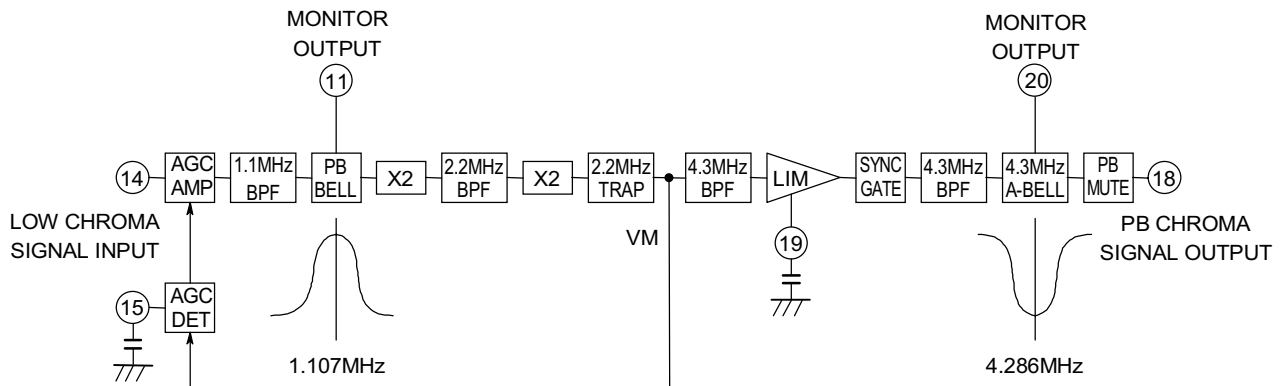 MONITOR
OUTPUT
11
MONITOR
OUTPUT
20
14
AGC
AMP
1.1MHz
BPF
PB
BELL
X2
2.2MHz
BPF
X2
2.2MHz
TRAP
4.3MHz
BPF
LIM
SYNC
GATE
4.3MHz
BPF
4.3MHz
A-BELL
PB
MUTE
18
LOW CHROMA
SIGNAL INPUT
VM
19
PB CHROMA
SIGNAL OUTPUT
15
AGC
DET
1.107MHz
4.286MHz